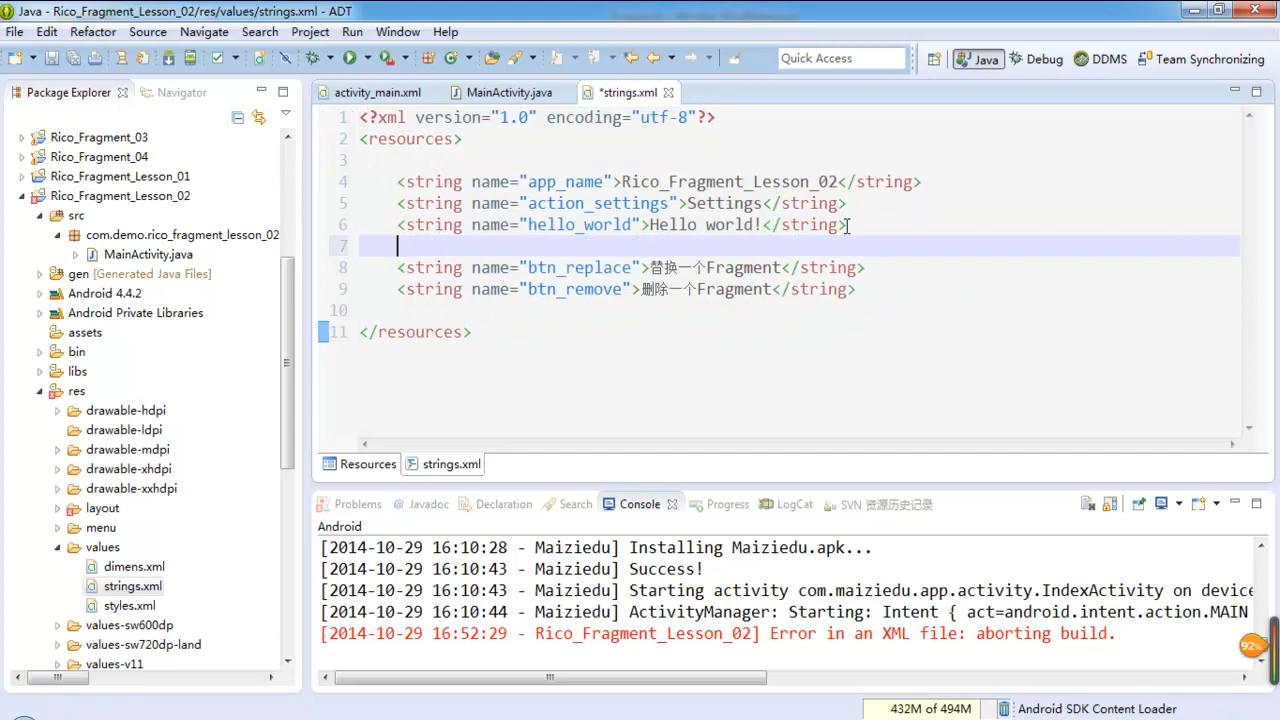 Java - Rico_Fragment_Lesson_02/res/values/strings.xml - ADT
File Edit Refactor Source Navigate Search Project Run Window Help
Quick Access
Java
Debug
DDMS
Team Synchronizing
Package Explorer
Navigator
Rico_Fragment_03
Rico_Fragment_04
Rico_Fragment_Lesson_01
Rico_Fragment_Lesson_02
src
com.demo.rico_fragment_lesson_02
MainActivity.java
gen [Generated Java Files]
Android 4.4.2
Android Private Libraries
assets
bin
libs
res
drawable-hdpi
drawable-ldpi
drawable-mdpi
drawable-xhdpi
drawable-xxhdpi
layout
menu
values
dimens.xml
strings.xml
styles.xml
values-sw600dp
values-sw720dp-land
values-v11
activity_main.xml
MainActivity.java
*strings.xml
1 <?xml version="1.0" encoding="utf-8"?>
2 <resources>
3
4 <string name="app_name">Rico_Fragment_Lesson_02</string>
5 <string name="action_settings">Settings</string>
6 <string name="hello_world">Hello world!</string>
7
8 <string name="btn_replace">替换一个Fragment</string>
9 <string name="btn_remove">删除一个Fragment</string>
10
11 </resources>
Resources
strings.xml
Problems
@ Javadoc
Declaration
Search
Console
Progress
LogCat
SVN 资源历史记录
Android
[2014-10-29 16:10:28 - Maiziedu] Installing Maiziedu.apk...
[2014-10-29 16:10:43 - Maiziedu] Success!
[2014-10-29 16:10:43 - Maiziedu] Starting activity com.maiziedu.app.activity.IndexActivity on device
[2014-10-29 16:10:44 - Maiziedu] ActivityManager: Starting: Intent { act=android.intent.action.MAIN
[2014-10-29 16:52:29 - Rico_Fragment_Lesson_02] Error in an XML file: aborting build.
92%
432M of 494M
Android SDK Content Loader